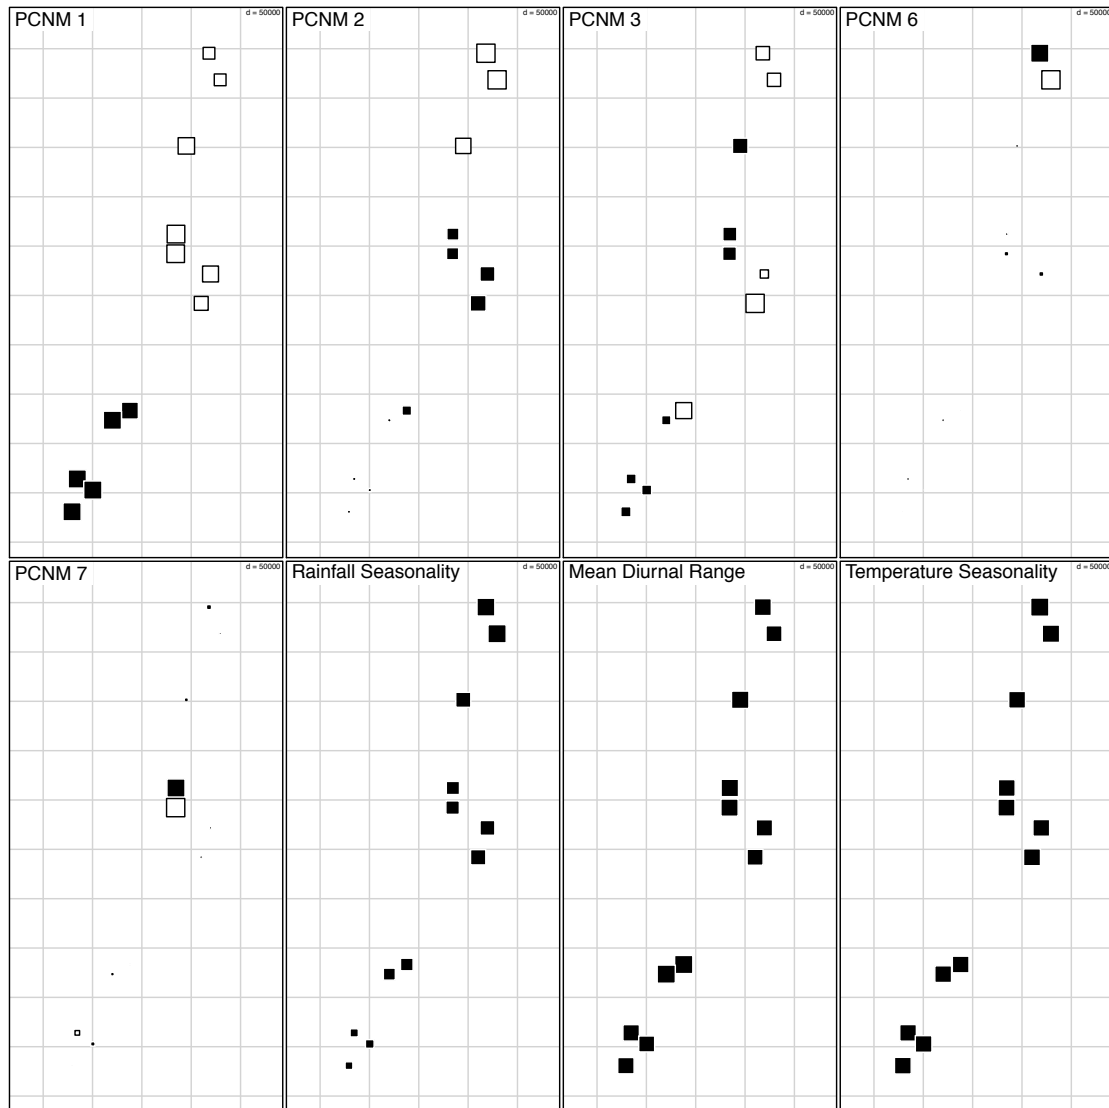 PCNM 1
d = 50000
PCNM 2
d = 50000
PCNM 3
d = 50000
PCNM 6
d = 50000
PCNM 7
d = 50000
Rainfall Seasonality
d = 50000
Mean Diurnal Range
d = 50000
Temperature Seasonality
d = 50000